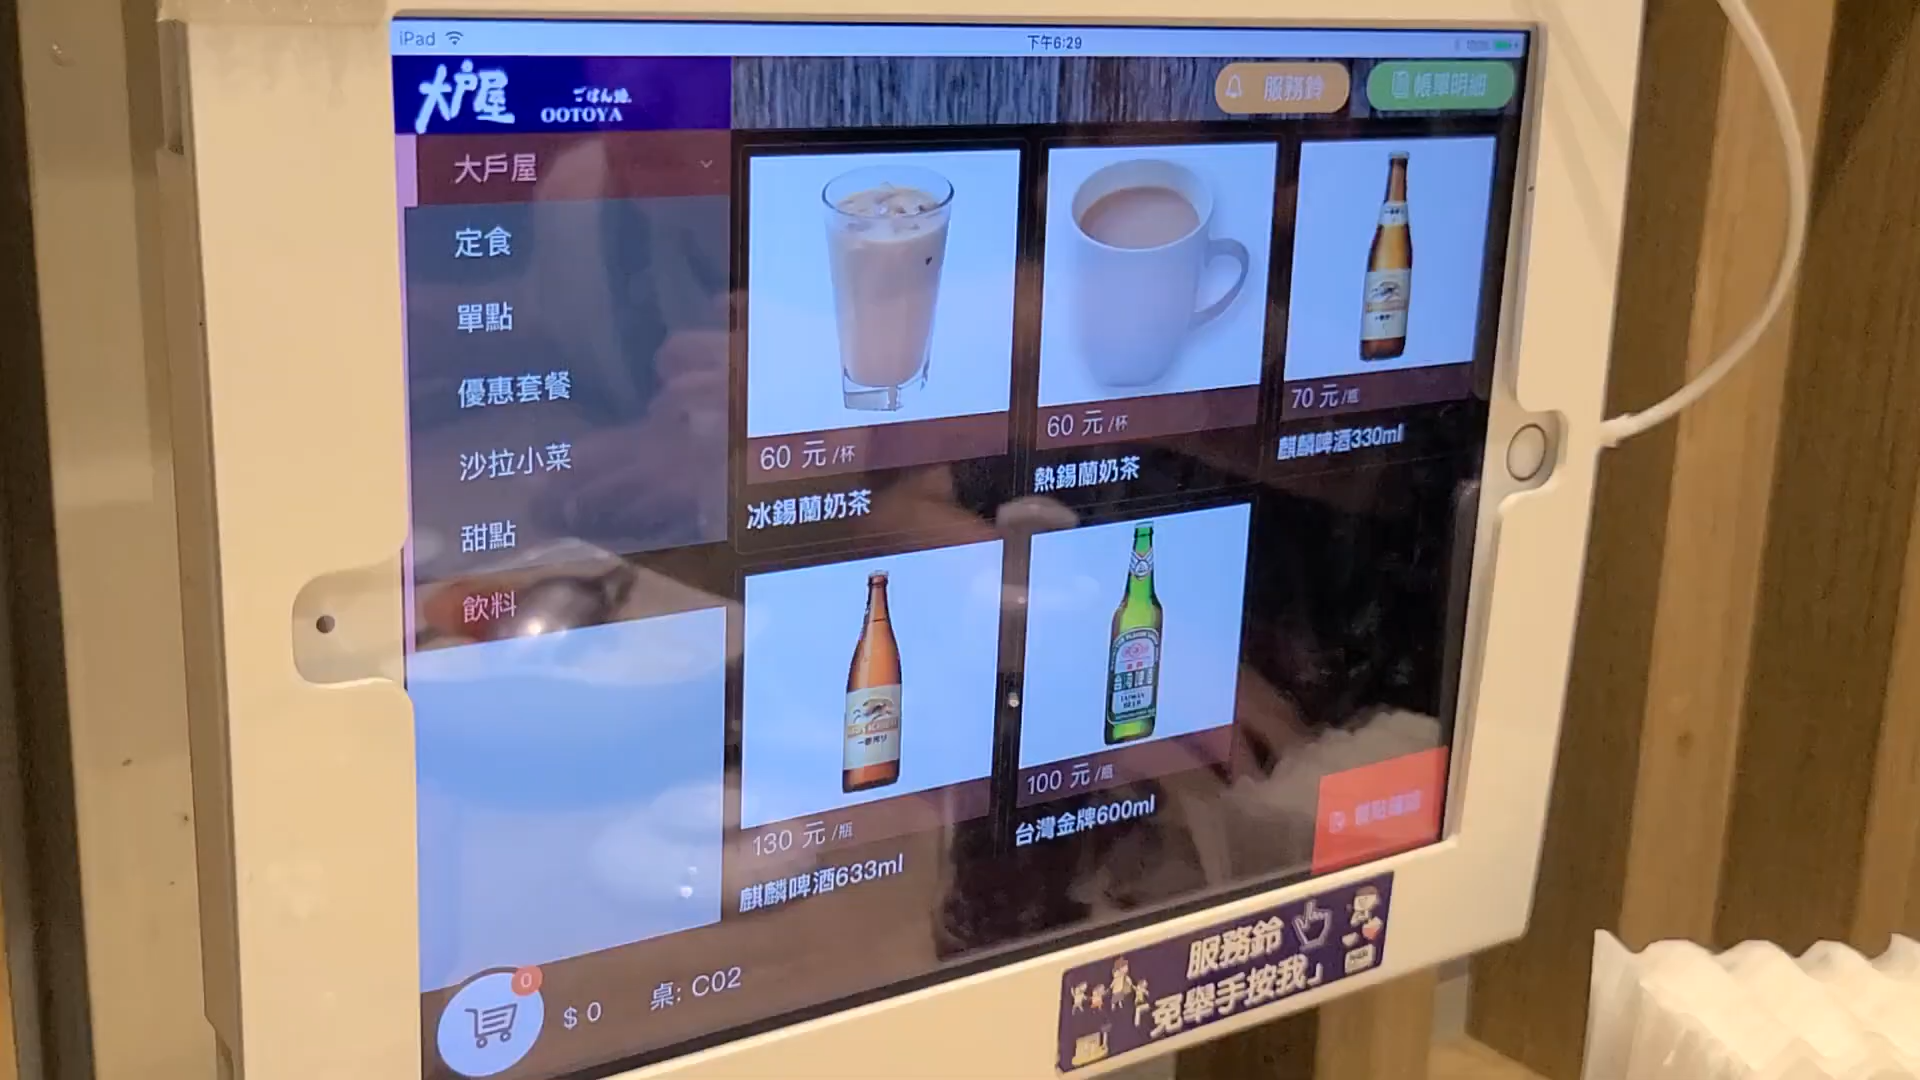 iPad
下午6:29
大戶屋
ごはん処
OOTOYA
服務鈴
帳單明細
大戶屋
定食
單點
優惠套餐
沙拉小菜
甜點
飲料
60 元 /杯
冰錫蘭奶茶
60 元 /杯
熱錫蘭奶茶
70 元 /瓶
麒麟啤酒330ml
130 元 /瓶
麒麟啤酒633ml
100 元 /瓶
台灣金牌600ml
餐點確認
0
$ 0
桌: C02
服務鈴
「免舉手按我」